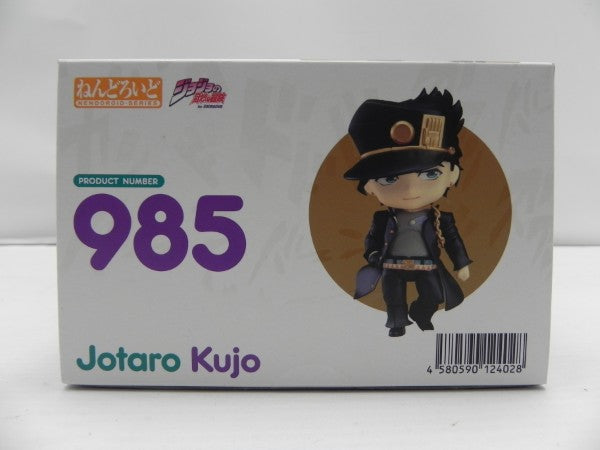 ねんどろいど
NENDOROID SERIES
ジョジョの
奇妙な冒険
PRODUCT NUMBER
985
Jotaro Kujo
4 580590 124028